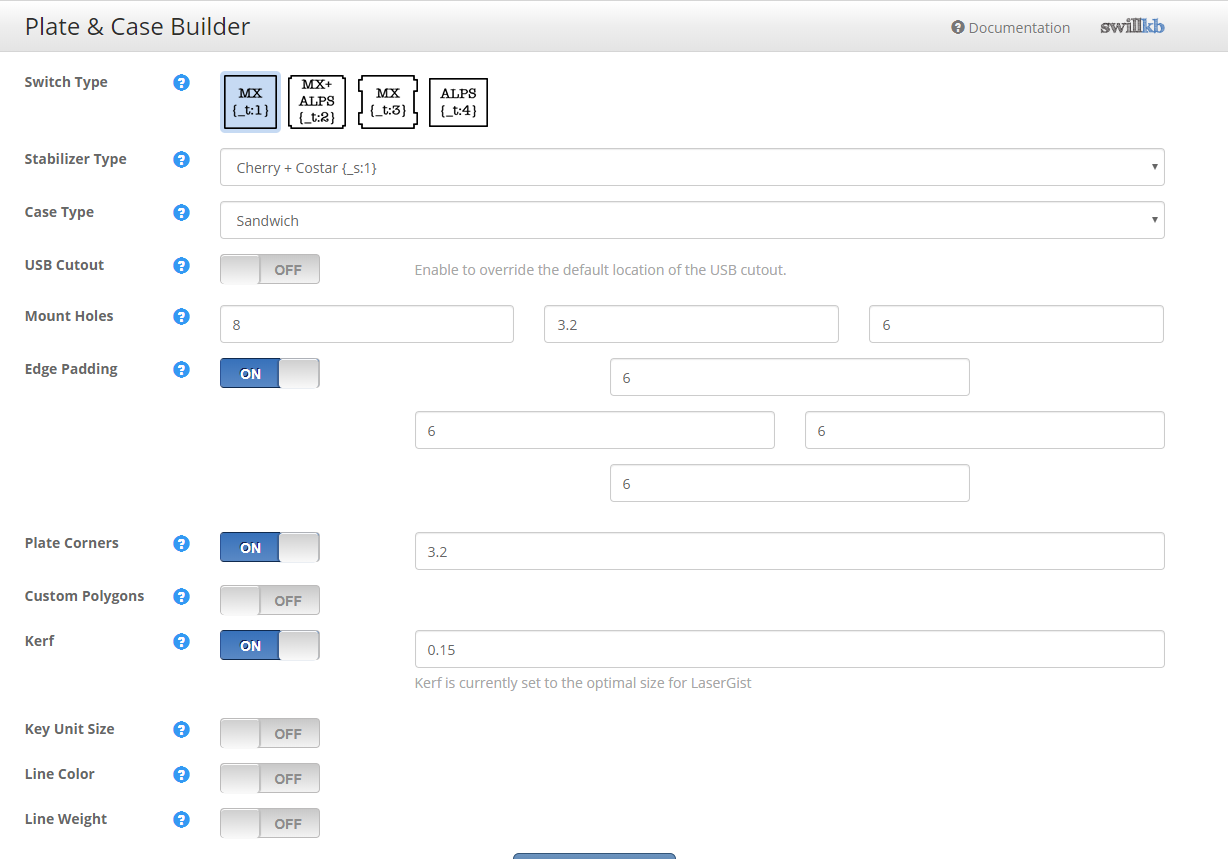 Plate & Case Builder
? Documentation
swillkb
Switch Type
?
MX
{_t:1}
MX+
ALPS
{_t:2}
MX
{_t:3}
ALPS
{_t:4}
Stabilizer Type
?
Cherry + Costar {_s:1}
Case Type
?
Sandwich
USB Cutout
?
OFF
Enable to override the default location of the USB cutout.
Mount Holes
?
8
3.2
6
Edge Padding
?
ON
6
6
6
6
Plate Corners
?
ON
3.2
Custom Polygons
?
OFF
Kerf
?
ON
0.15
Kerf is currently set to the optimal size for LaserGist
Key Unit Size
?
OFF
Line Color
?
OFF
Line Weight
?
OFF